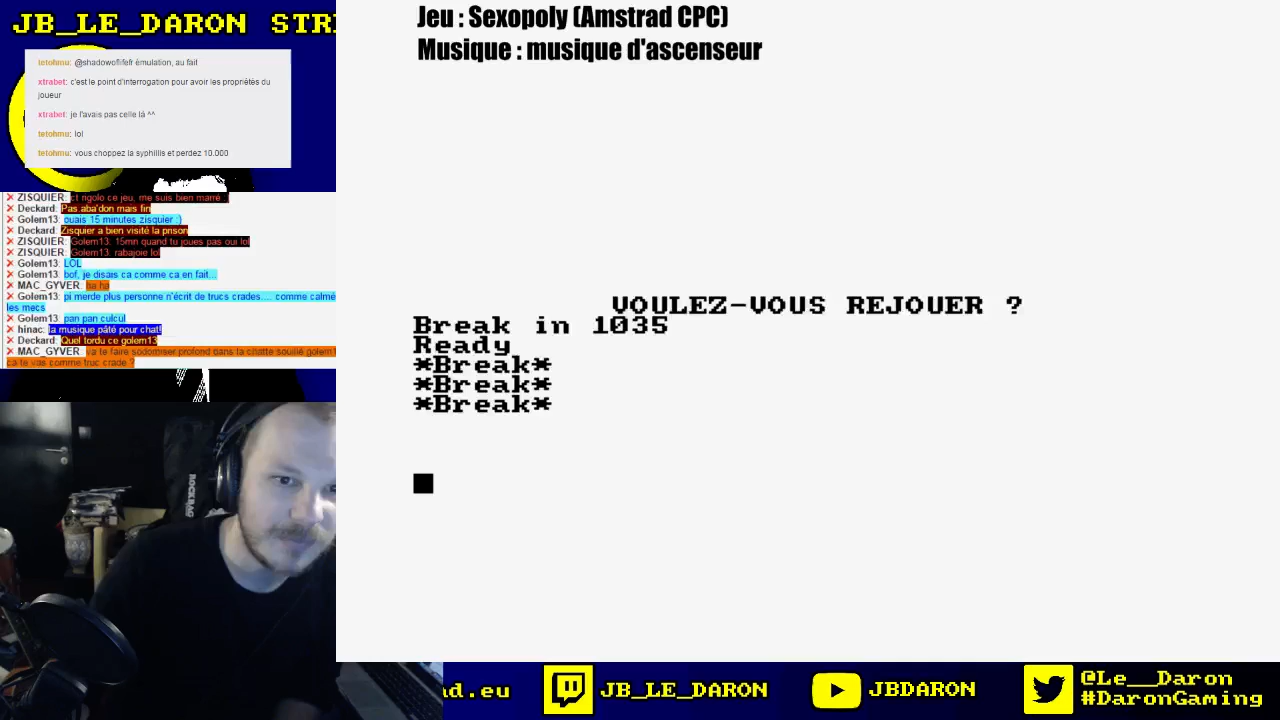 JB_LE_DARON STR
Jeu : Sexopoly (Amstrad CPC)
Musique : musique d'ascenseur
tetohmu: @shadowoflifefr émulation, au fait
xtrabet: c'est le point d'interrogation pour avoir les propriétés du
joueur
xtrabet: je l'avais pas celle là ^^
tetohmu: lol
tetohmu: vous choppez la syphillis et perdez 10.000
ZISQUIER: ct rigolo ce jeu, me suis bien marré :)
Deckard: Pas aba'don mais fin
Golem13: ouais 15 minutes zisquier :)
Deckard: Zisquier a bien visité la prison
ZISQUIER: Golem13: 15mn quand tu joues pas oui lol
ZISQUIER: Golem13: rabajoie lol
Golem13: LOL
Golem13: bof, je disais ca comme ca en fait...
MAC_GYVER: ha ha
Golem13: pi merde plus personne n'écrit de trucs crades.... comme calmé
les mecs
Golem13: pan pan culcul
hinac: la musique pâté pour chat!
Deckard: Quel tordu ce golem13
MAC_GYVER: va te faire sodomiser profond dans la chatte souillé golem!
ca te vas comme truc crade ?
VOULEZ-VOUS REJOUER ?
Break in 1035
Ready
*Break*
*Break*
*Break*
ROCKBAG
ad.eu
JB_LE_DARON
JBDARON
@Le__Daron
#DaronGaming